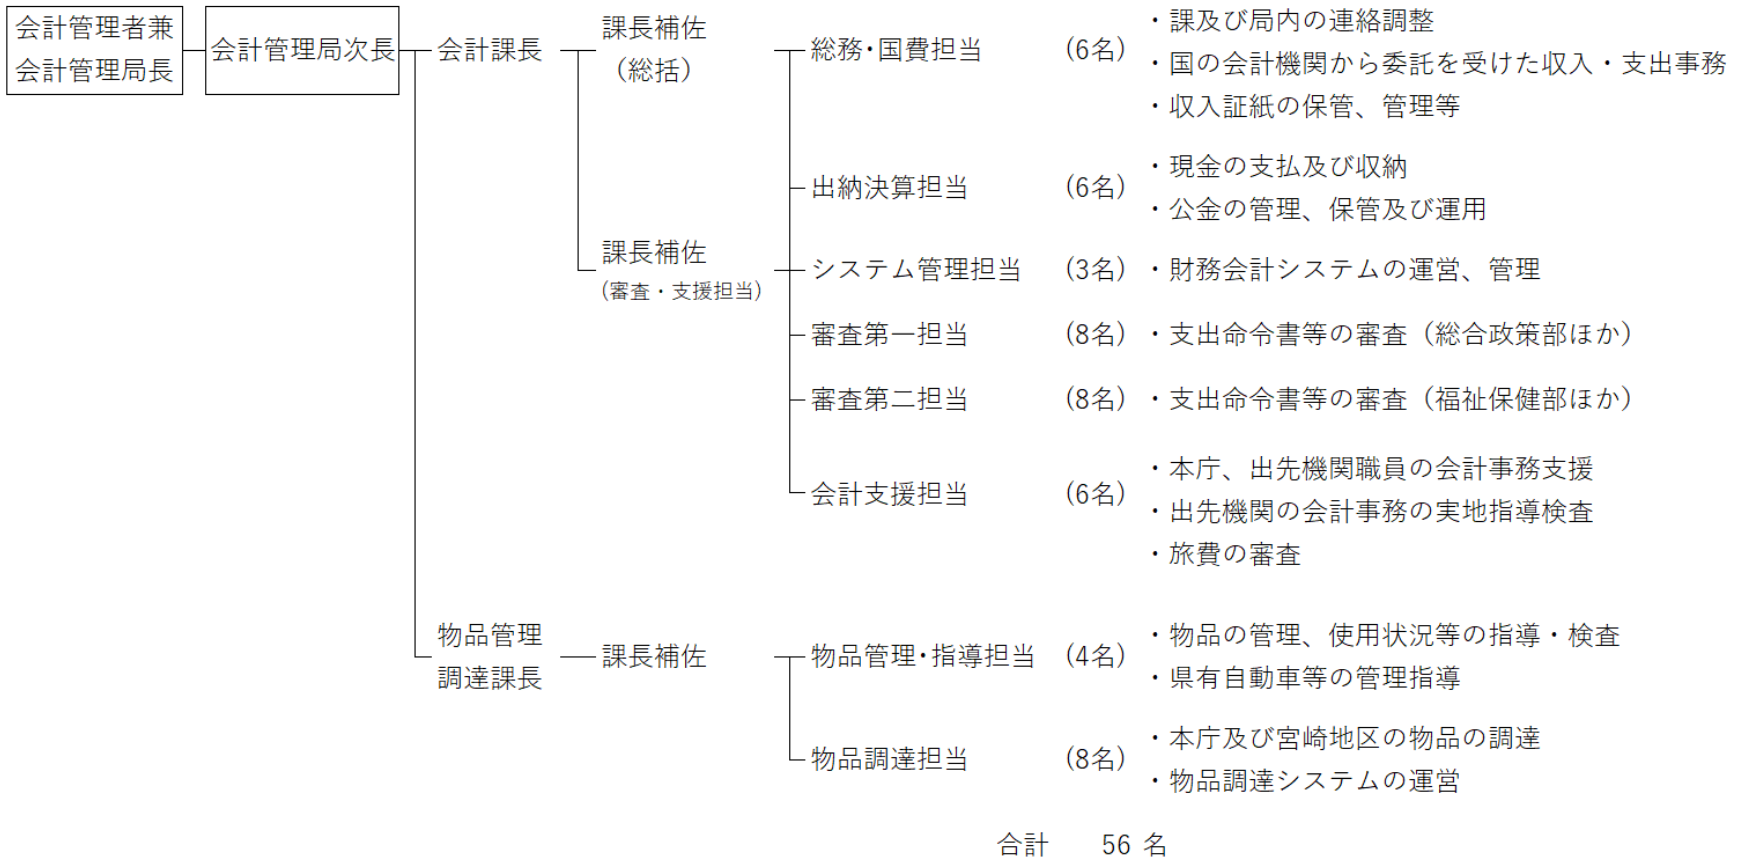 会計管理者兼
会計管理局長
会計管理局次長
会計課長
課長補佐
（総括）
総務・国費担当 （6名）
・課及び局内の連絡調整
・国の会計機関から委託を受けた収入・支出事務
・収入証紙の保管、管理等
出納決算担当 （6名）
・現金の支払及び収納
・公金の管理、保管及び運用
課長補佐
（審査・支援担当）
システム管理担当 （3名） ・財務会計システムの運営、管理
審査第一担当 （8名） ・支出命令書等の審査（総合政策部ほか）
審査第二担当 （8名） ・支出命令書等の審査（福祉保健部ほか）
会計支援担当 （6名）
・本庁、出先機関職員の会計事務支援
・出先機関の会計事務の実地指導検査
・旅費の審査
物品管理
調達課長
課長補佐
物品管理・指導担当 （4名）
・物品の管理、使用状況等の指導・検査
・県有自動車等の管理指導
物品調達担当 （8名）
・本庁及び宮崎地区の物品の調達
・物品調達システムの運営
合計 56 名